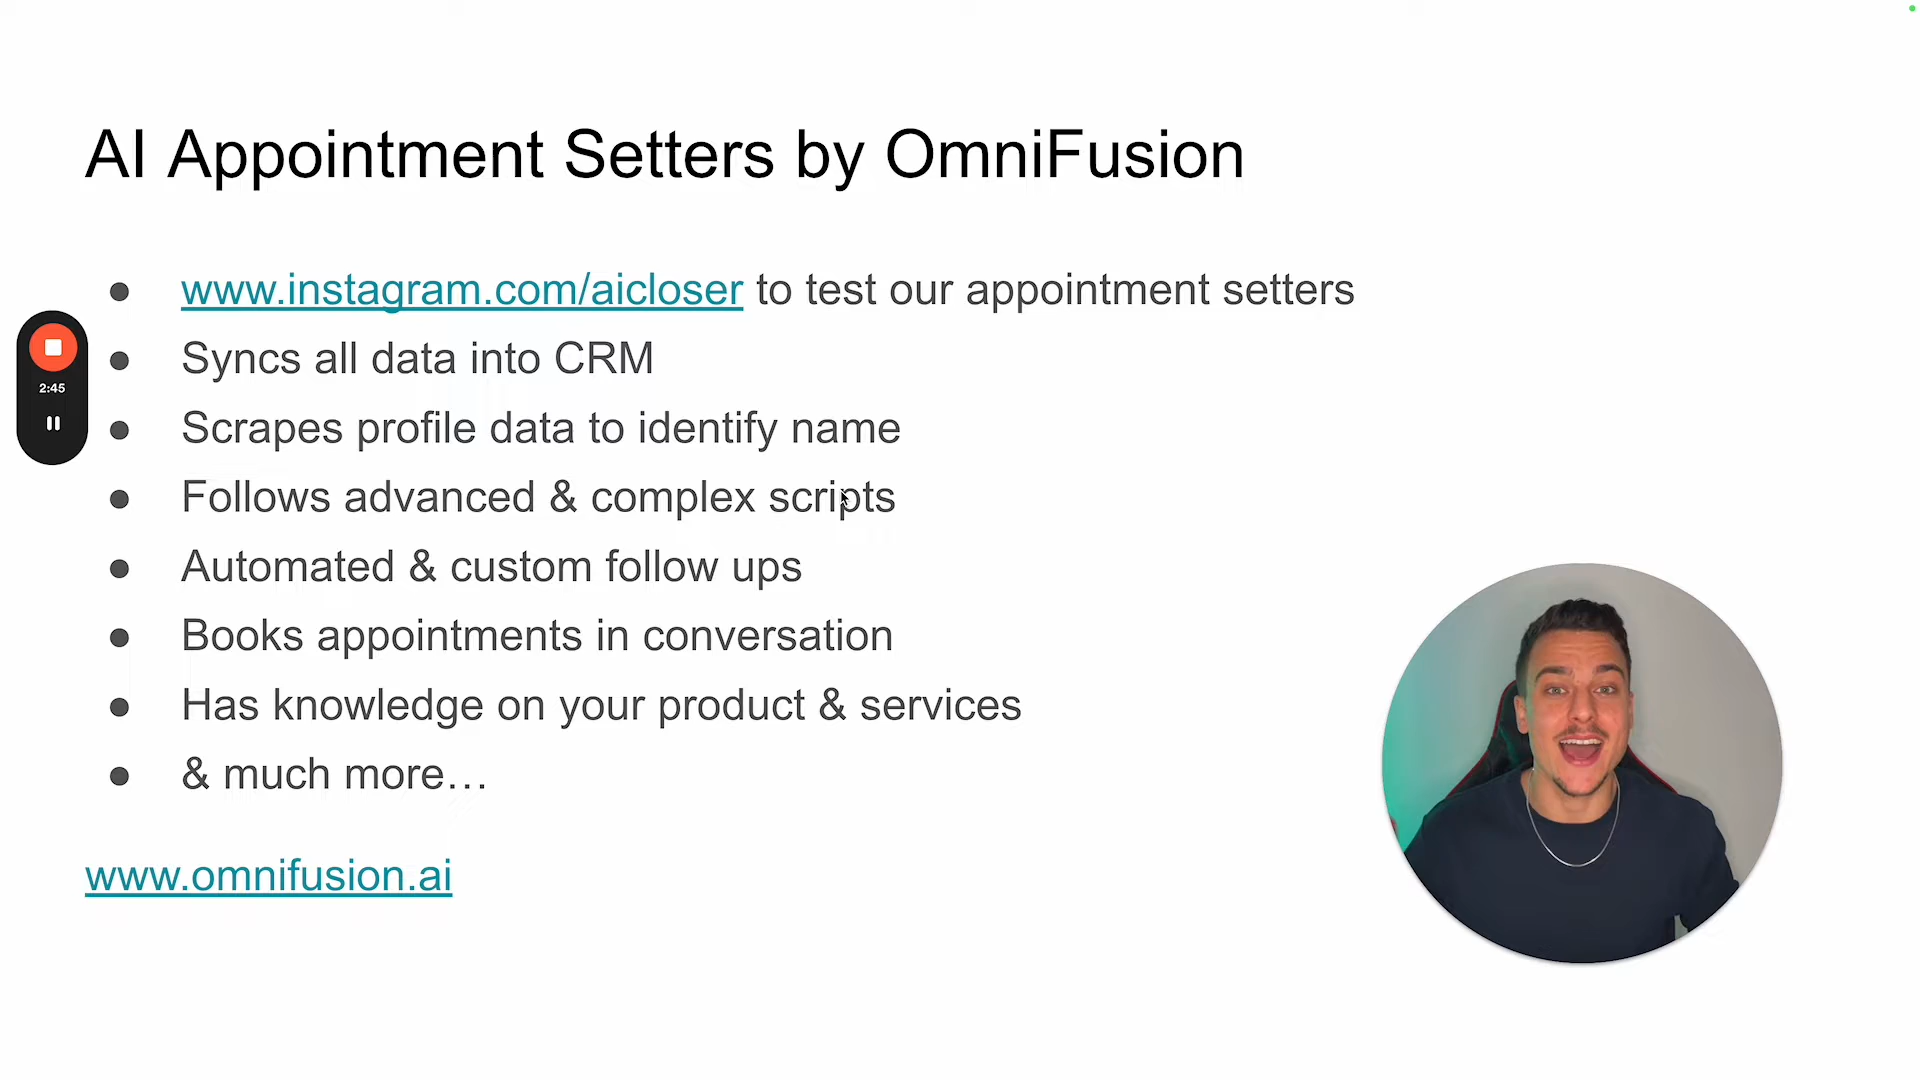 AI Appointment Setters by OmniFusion
● www.instagram.com/aicloser to test our appointment setters
● Syncs all data into CRM
● Scrapes profile data to identify name
● Follows advanced & complex scripts
● Automated & custom follow ups
● Books appointments in conversation
● Has knowledge on your product & services
● & much more…
www.omnifusion.ai
2:45